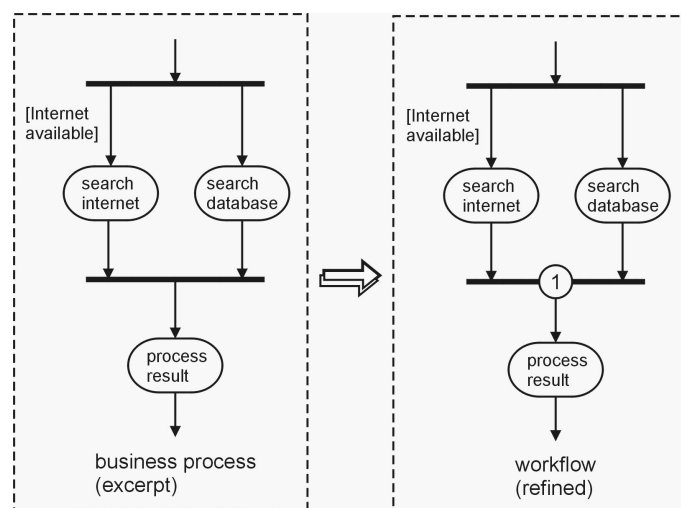 [Internet
available]
search
internet
search
database
process
result
business process
(excerpt)
[Internet
available]
search
internet
search
database
1
process
result
workflow
(refined)